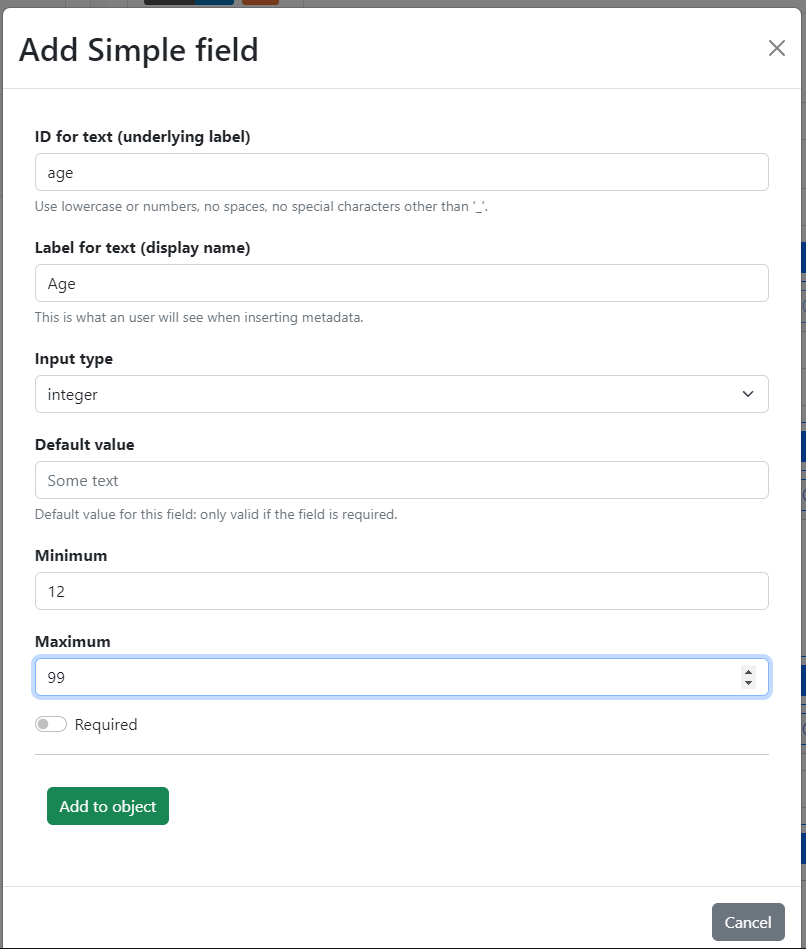 Add Simple field
ID for text (underlying label)
age
Use lowercase or numbers, no spaces, no special characters other than '_'.
Label for text (display name)
Age
This is what an user will see when inserting metadata.
Input type
integer
Default value
Some text
Default value for this field: only valid if the field is required.
Minimum
12
Maximum
99
Required
Add to object
Cancel